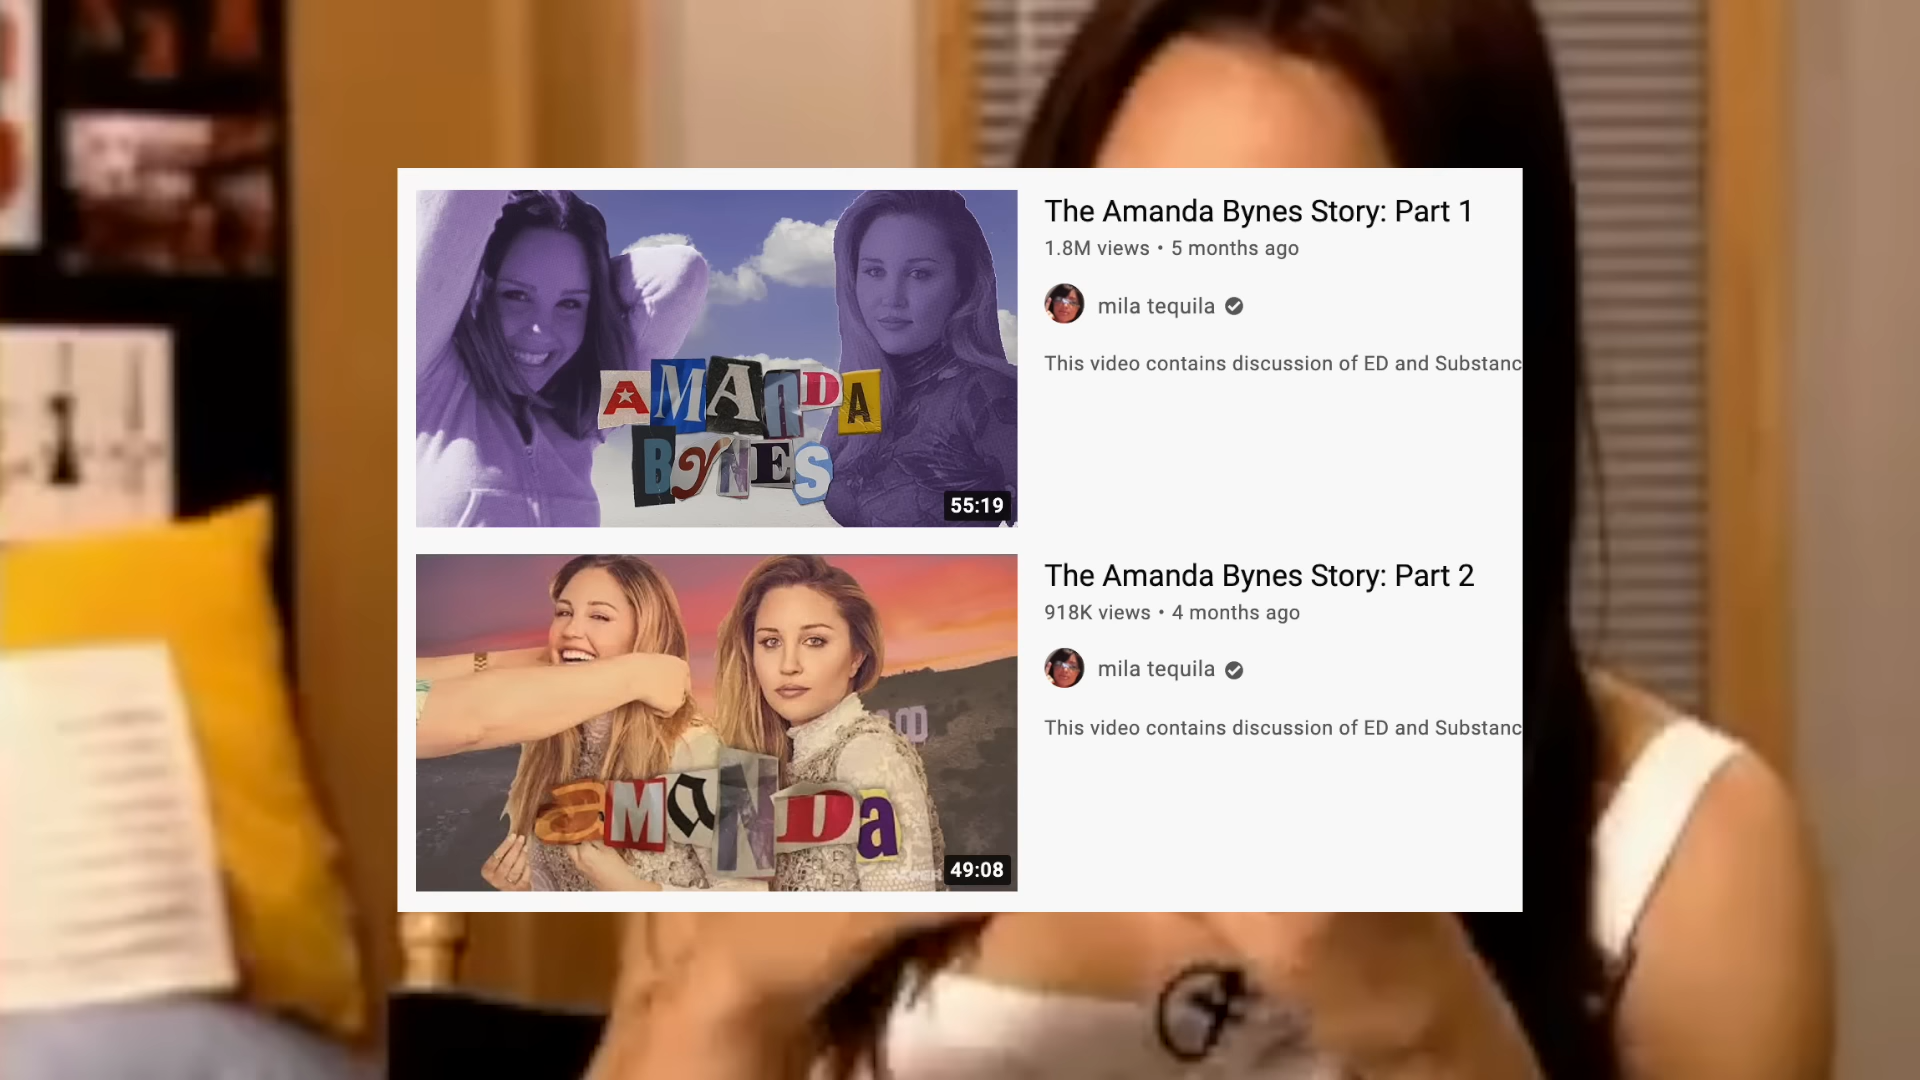 AMANDA
BYNES
55:19
The Amanda Bynes Story: Part 1
1.8M views • 5 months ago
mila tequila
This video contains discussion of ED and Substanc
aMaNDa
49:08
The Amanda Bynes Story: Part 2
918K views • 4 months ago
mila tequila
This video contains discussion of ED and Substanc